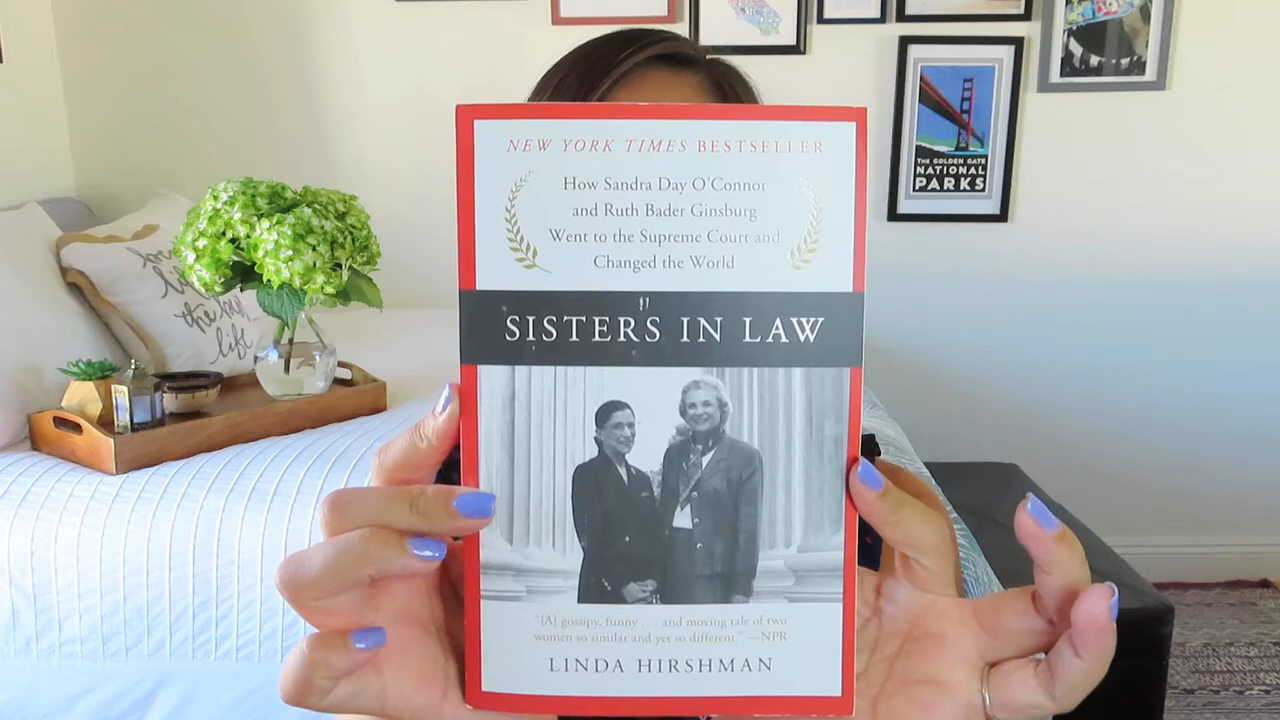 NEW YORK TIMES BESTSELLER
How Sandra Day O'Connor
and Ruth Bader Ginsburg
Went to the Supreme Court and
Changed the World
SISTERS IN LAW
"[A] gossipy, funny . . . and moving tale of two
women so similar and yet so different." —NPR
LINDA HIRSHMAN
THE GOLDEN GATE
NATIONAL
PARKS
the
life